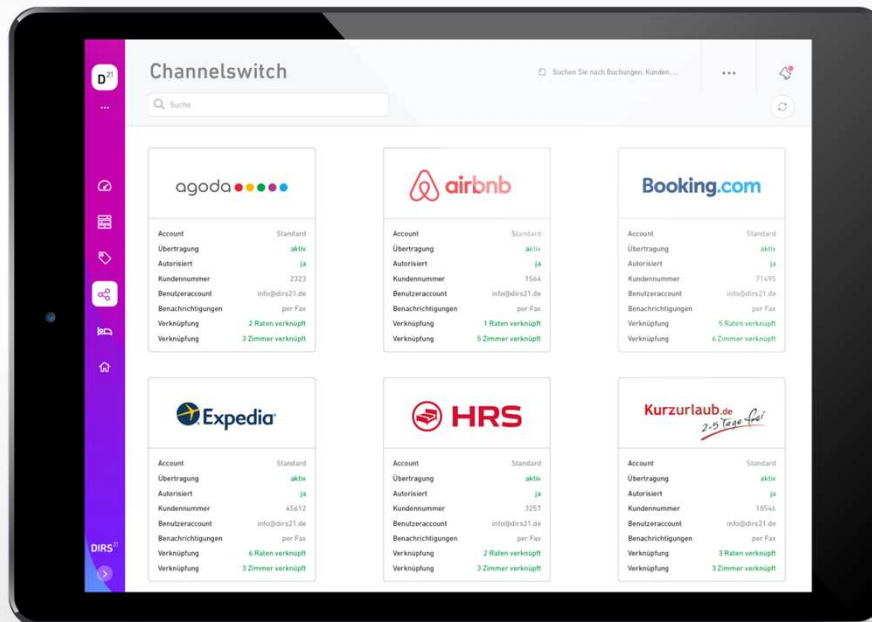 D21
Channelswitch
Suchen Sie nach Buchungen, Kunden, ...
Suche
agoda
Account Standard
Übertragung aktiv
Autorisiert ja
Kundennummer 2323
Benutzeraccount info@dirs21.de
Benachrichtigungen per Fax
Verknüpfung 2 Raten verknüpft
Verknüpfung 3 Zimmer verknüpft
airbnb
Account Standard
Übertragung aktiv
Autorisiert ja
Kundennummer 1564
Benutzeraccount info@dirs21.de
Benachrichtigungen per Fax
Verknüpfung 1 Raten verknüpft
Verknüpfung 5 Zimmer verknüpft
Booking.com
Account Standard
Übertragung aktiv
Autorisiert ja
Kundennummer 71495
Benutzeraccount info@dirs21.de
Benachrichtigungen per Fax
Verknüpfung 5 Raten verknüpft
Verknüpfung 6 Zimmer verknüpft
Expedia
Account Standard
Übertragung aktiv
Autorisiert ja
Kundennummer 45612
Benutzeraccount info@dirs21.de
Benachrichtigungen per Fax
Verknüpfung 6 Raten verknüpft
Verknüpfung 3 Zimmer verknüpft
HRS
Account Standard
Übertragung aktiv
Autorisiert ja
Kundennummer 3257
Benutzeraccount info@dirs21.de
Benachrichtigungen per Fax
Verknüpfung 2 Raten verknüpft
Verknüpfung 3 Zimmer verknüpft
Kurzurlaub.de
2-5 Tage frei
Account Standard
Übertragung aktiv
Autorisiert ja
Kundennummer 18546
Benutzeraccount info@dirs21.de
Benachrichtigungen per Fax
Verknüpfung 3 Raten verknüpft
Verknüpfung 3 Zimmer verknüpft
DIRS21